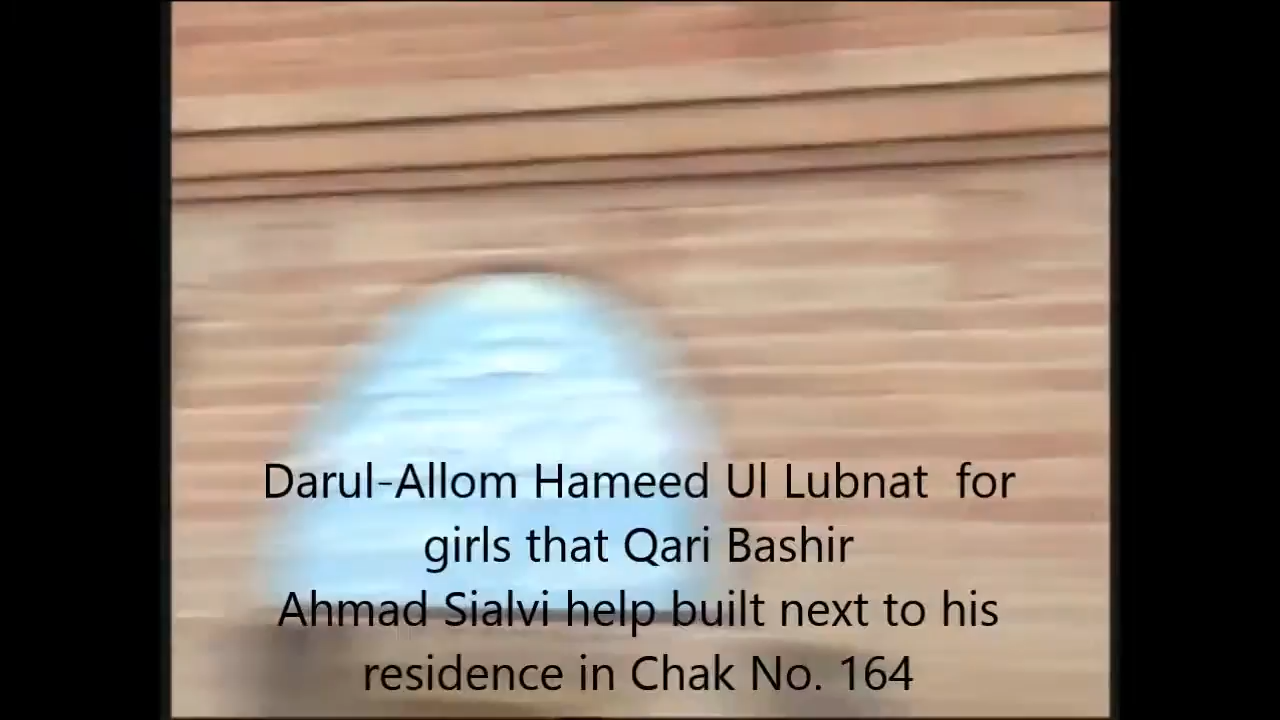 Darul-Allom Hameed Ul Lubnat  for
girls that Qari Bashir
Ahmad Sialvi help built next to his
residence in Chak No. 164